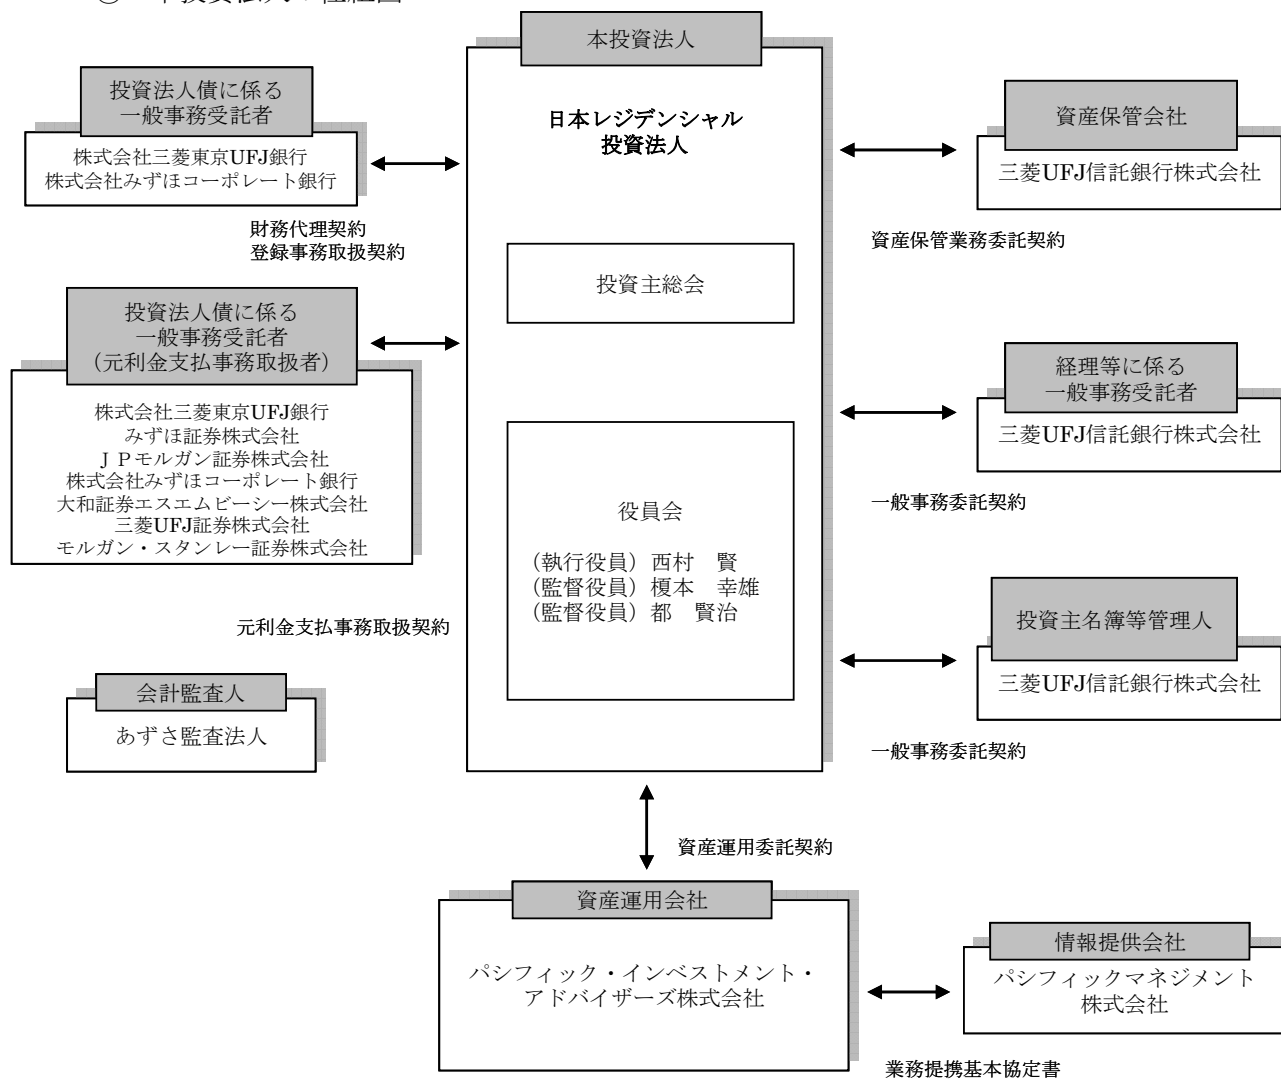 本投資法人
日本レジデンシャル
投資法人
投資主総会
役員会
(執行役員) 西村　賢
(監督役員) 榎本　幸雄
(監督役員) 都　賢治
投資法人債に係る
一般事務受託者
株式会社三菱東京UFJ銀行
株式会社みずほコーポレート銀行
財務代理契約
登録事務取扱契約
投資法人債に係る
一般事務受託者
(元利金支払事務取扱者)
株式会社三菱東京UFJ銀行
みずほ証券株式会社
ＪＰモルガン証券株式会社
株式会社みずほコーポレート銀行
大和証券エスエムビーシー株式会社
三菱UFJ証券株式会社
モルガン・スタンレー証券株式会社
元利金支払事務取扱契約
会計監査人
あずさ監査法人
資産保管会社
三菱UFJ信託銀行株式会社
資産保管業務委託契約
経理等に係る
一般事務受託者
三菱UFJ信託銀行株式会社
一般事務委託契約
投資主名簿等管理人
三菱UFJ信託銀行株式会社
一般事務委託契約
資産運用委託契約
資産運用会社
パシフィック・インベストメント・
アドバイザーズ株式会社
情報提供会社
パシフィックマネジメント
株式会社
業務提携基本協定書